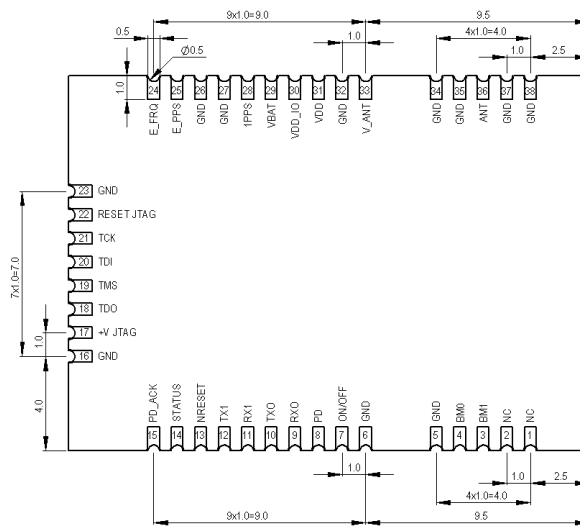 9x1.0=9.0
9.5
0.5
Ø0.5
1.0
4x1.0=4.0
1.0
2.5
1.0
24 25 26 27 28 29 30 31 32 33 34 35 36 37 38
E_FRQ
E_PPS
GND
GND
1PPS
VBAT
VDD_IO
VDD
GND
V_ANT
GND
GND
ANT
GND
GND
23 GND
22 RESET JTAG
21 TCK
20 TDI
19 TMS
18 TDO
17 +V JTAG
16 GND
7x1.0=7.0
1.0
4.0
PD_ACK
STATUS
NRESET
TX1
RX1
TX0
RX0
PD
ON/OFF
GND
GND
BM0
BM1
NC
NC
15 14 13 12 11 10 9 8 7 6 5 4 3 2 1
1.0
1.0
2.5
4x1.0=4.0
9x1.0=9.0
9.5